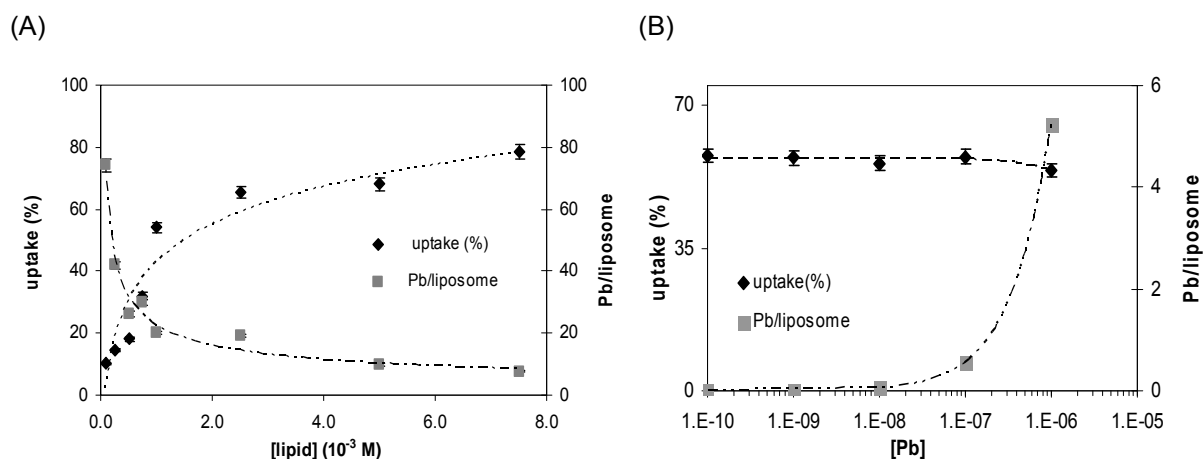 (A)
(B)
100
80
60
40
20
0
uptake (%)
100
80
60
40
20
0
Pb/liposome
uptake (%)
Pb/liposome
0.0
2.0
4.0
6.0
8.0
[lipid] (10⁻³ M)
70
35
0
uptake (%)
6
4
2
0
Pb/liposome
uptake(%)
Pb/liposome
1.E-10
1.E-09
1.E-08
1.E-07
1.E-06
1.E-05
[Pb]